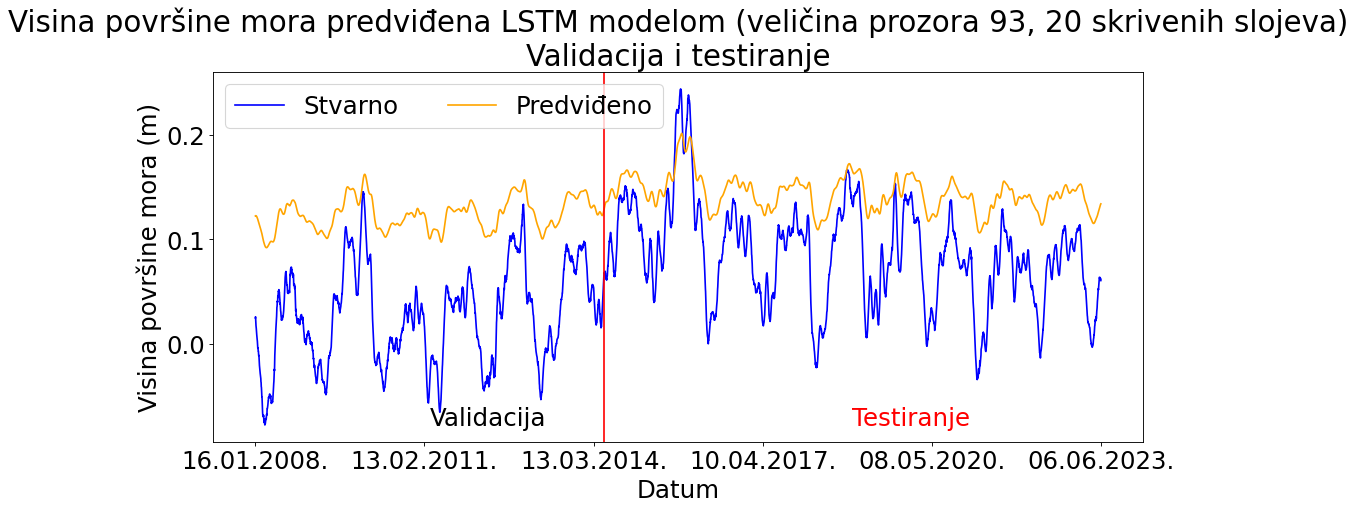 Visina površine mora predviđena LSTM modelom (veličina prozora 93, 20 skrivenih slojeva)
Validacija i testiranje
Stvarno
Predviđeno
Visina površine mora (m)
0.2
0.1
0.0
Validacija
Testiranje
16.01.2008.
13.02.2011.
13.03.2014.
10.04.2017.
08.05.2020.
06.06.2023.
Datum